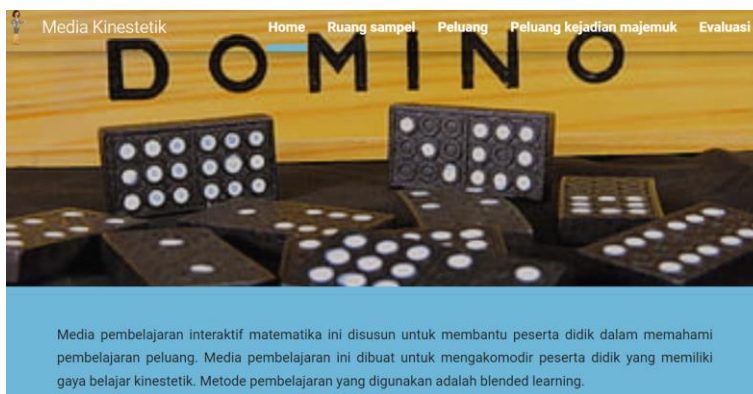 Media Kinestetik Home Ruang sampel Peluang Peluang kejadian majemuk Evaluasi
DOMINO
Media pembelajaran interaktif matematika ini disusun untuk membantu peserta didik dalam memahami
pembelajaran peluang. Media pembelajaran ini dibuat untuk mengakomodir peserta didik yang memiliki
gaya belajar kinestetik. Metode pembelajaran yang digunakan adalah blended learning.